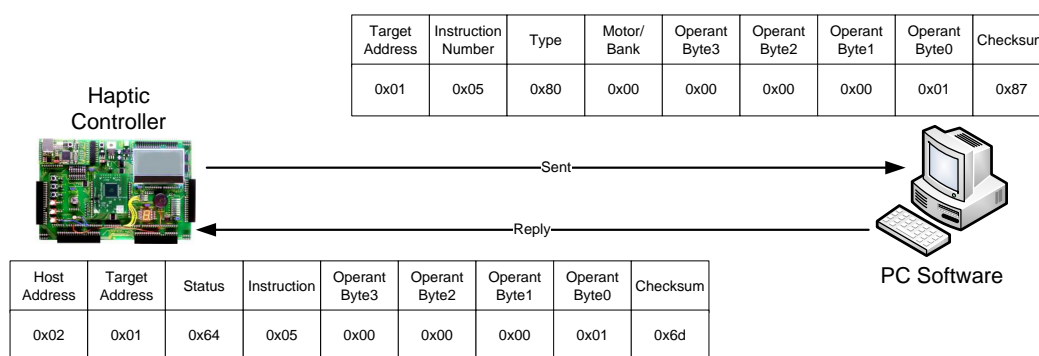 Target Address
Instruction Number
Type
Motor/ Bank
Operant Byte3
Operant Byte2
Operant Byte1
Operant Byte0
0x01
0x05
0x80
0x00
0x00
0x00
0x00
0x01
0x87
Haptic
Controller
Sent
Reply
PC Software
Host Address
Target Address
Status
Instruction
Operant Byte3
Operant Byte2
Operant Byte1
Operant Byte0
Checksum
0x02
0x01
0x64
0x05
0x00
0x00
0x00
0x01
0x6d